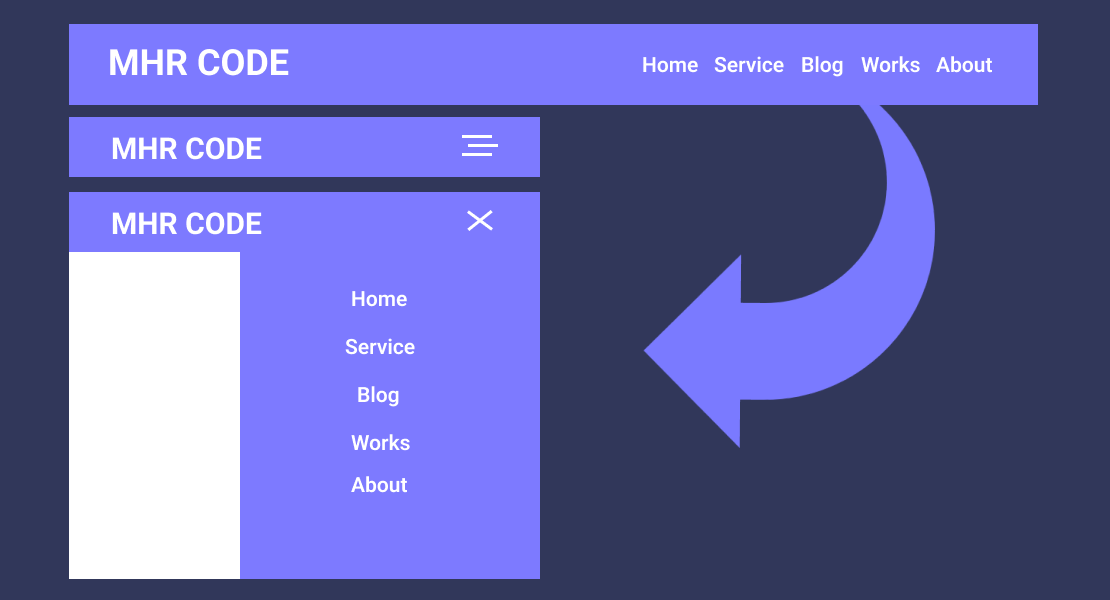 MHR CODE
Home Service Blog Works About
MHR CODE
MHR CODE
Home
Service
Blog
Works
About